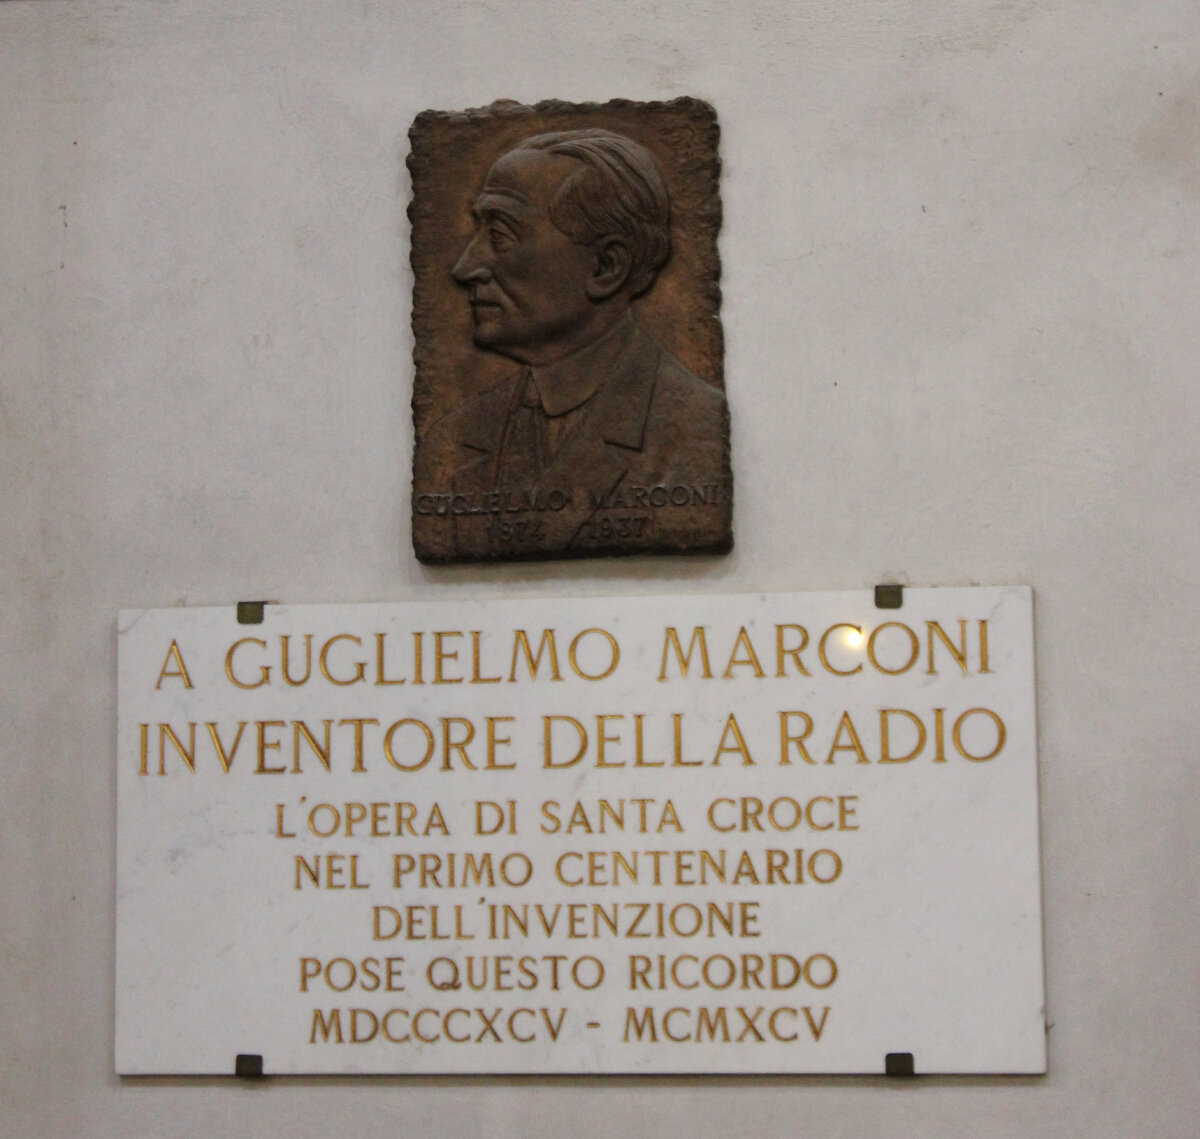 GUGLIELMO MARCONI
1874 1937
A GUGLIELMO MARCONI
INVENTORE DELLA RADIO
L'OPERA DI SANTA CROCE
NEL PRIMO CENTENARIO
DELL'INVENZIONE
POSE QUESTO RICORDO
MDCCCXCV - MCMXCV